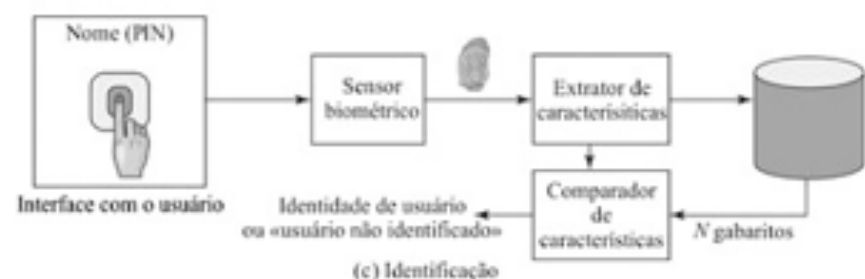 Nome (PIN)
Interface com o usuário
Sensor
biométrico
Extrator de
caracterísiticas
Comparador
de
características
N gabaritos
Identidade de usuário
ou «usuário não identificado»
(c) Identificação